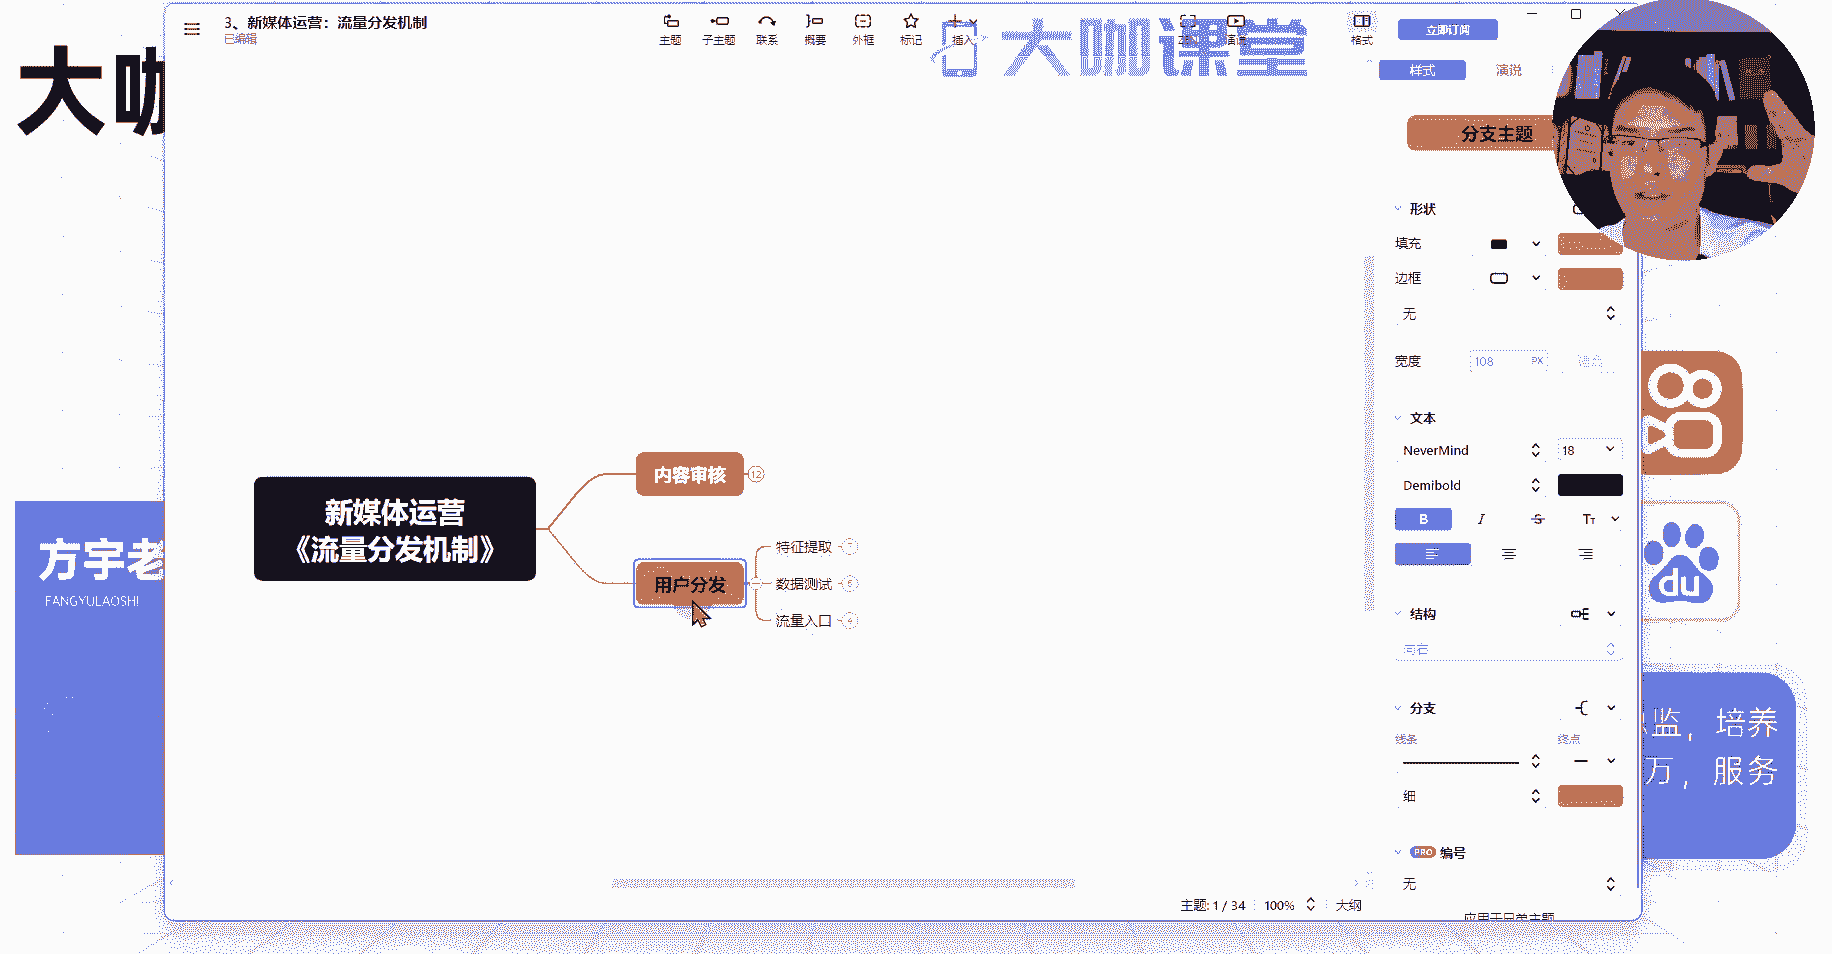 大咖
3、新媒体运营：流量分发机制
已编辑
主题
子主题
联系
概要
外框
标记
插入
格式
立即订阅
大咖课堂
样式
演说
分支主题
形状
填充
边框
无
宽度
108
PX
文本
NeverMind
18
Demibold
B
I
S
Tт
结构
向右
分支
线条
终点
细
PRO 编号
无
应用于兄弟主题
新媒体运营
《流量分发机制》
内容审核
12
用户分发
特征提取
数据测试
流量入口
主题: 1 / 34
100%
大纲
方宇老
FANGYULAOSHI
du
监，培养
万，服务